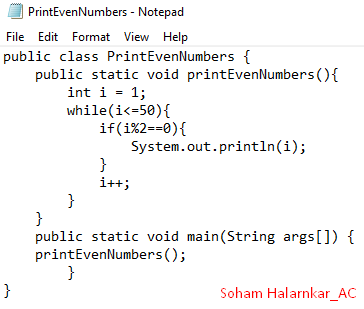 PrintEvenNumbers - Notepad
File Edit Format View Help
public class PrintEvenNumbers {
    public static void printEvenNumbers(){
        int i = 1;
        while(i<=50){
            if(i%2==0){
                System.out.println(i);
            }
            i++;
        }
    }
    public static void main(String args[]) {
    printEvenNumbers();
        }
}
Soham Halarnkar_AC